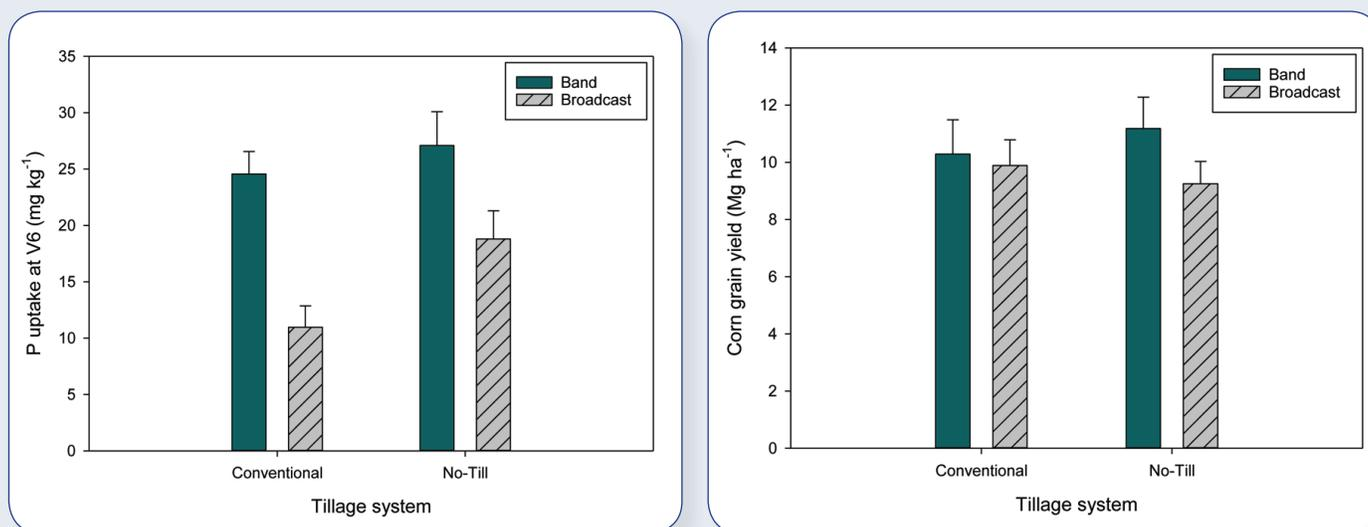 35
30
25
20
15
10
5
0
P uptake at V6 (mg kg⁻¹)
Band
Broadcast
Conventional
No-Till
Tillage system
14
12
10
8
6
4
2
0
Corn grain yield (Mg ha⁻¹)
Band
Broadcast
Conventional
No-Till
Tillage system